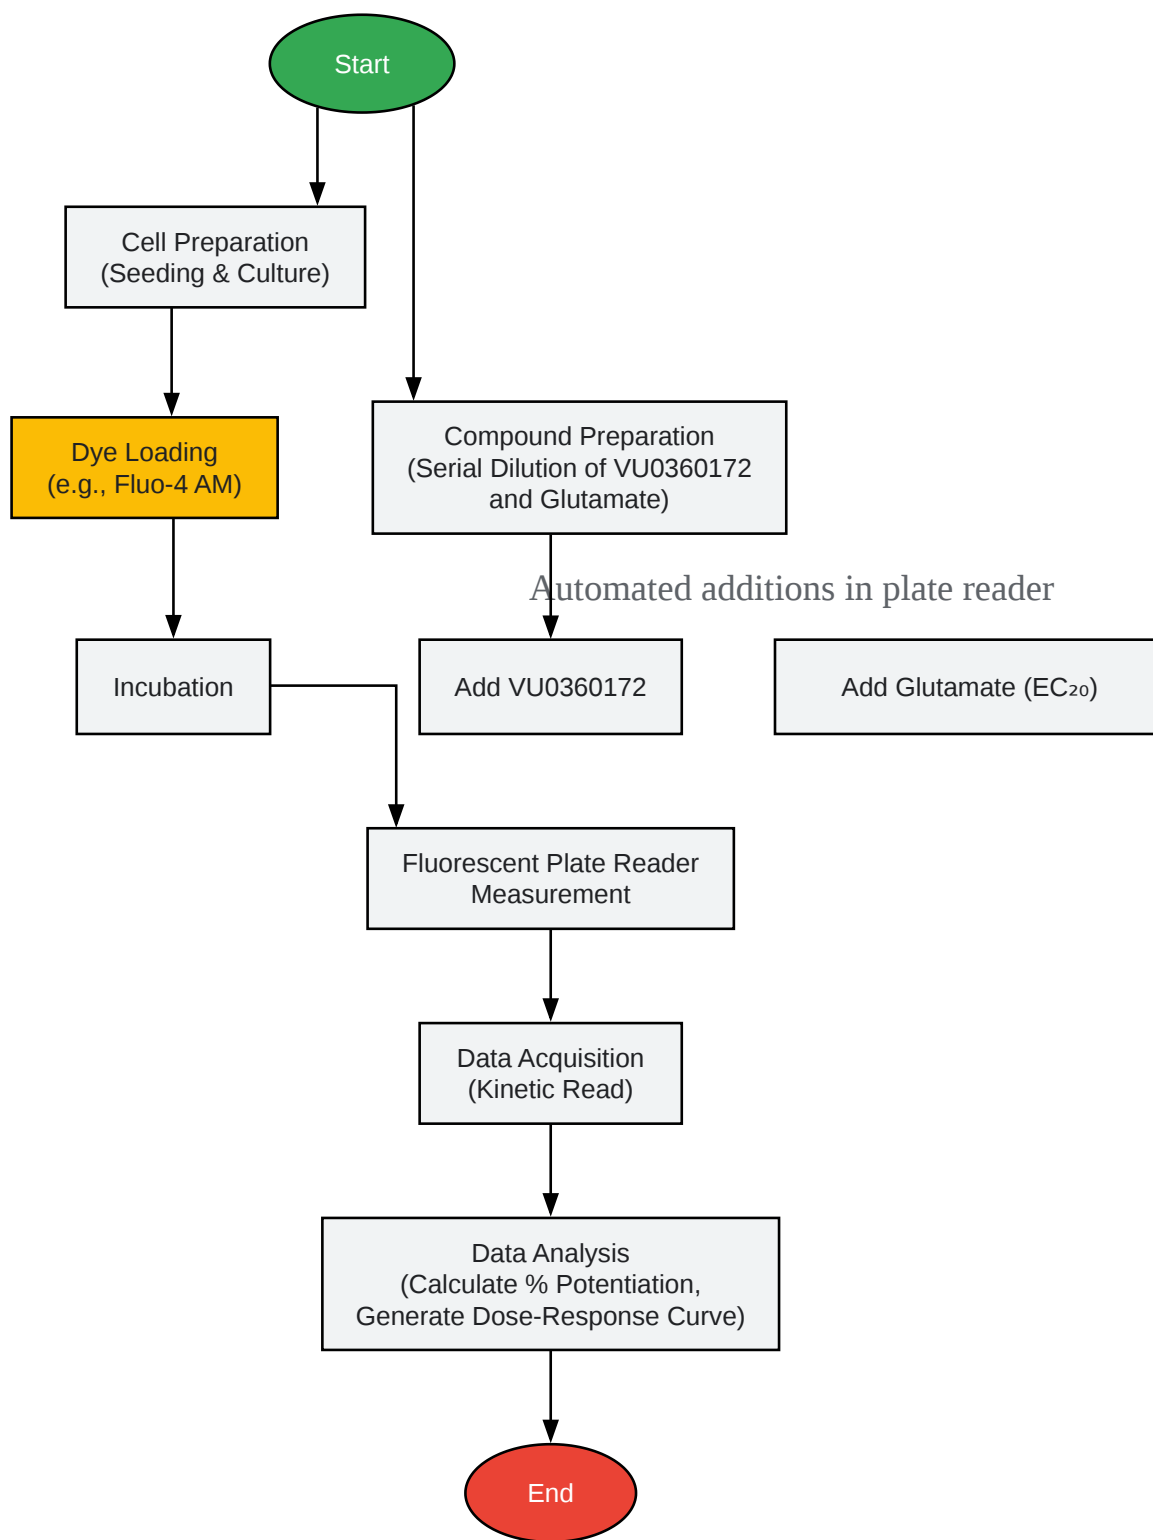 Start
Cell Preparation
(Seeding & Culture)
Dye Loading
(e.g., Fluo-4 AM)
Compound Preparation
(Serial Dilution of VU0360172
and Glutamate)
Automated additions in plate reader
Incubation
Add VU0360172
Add Glutamate (EC₂₀)
Fluorescent Plate Reader
Measurement
Data Acquisition
(Kinetic Read)
Data Analysis
(Calculate % Potentiation,
Generate Dose-Response Curve)
End